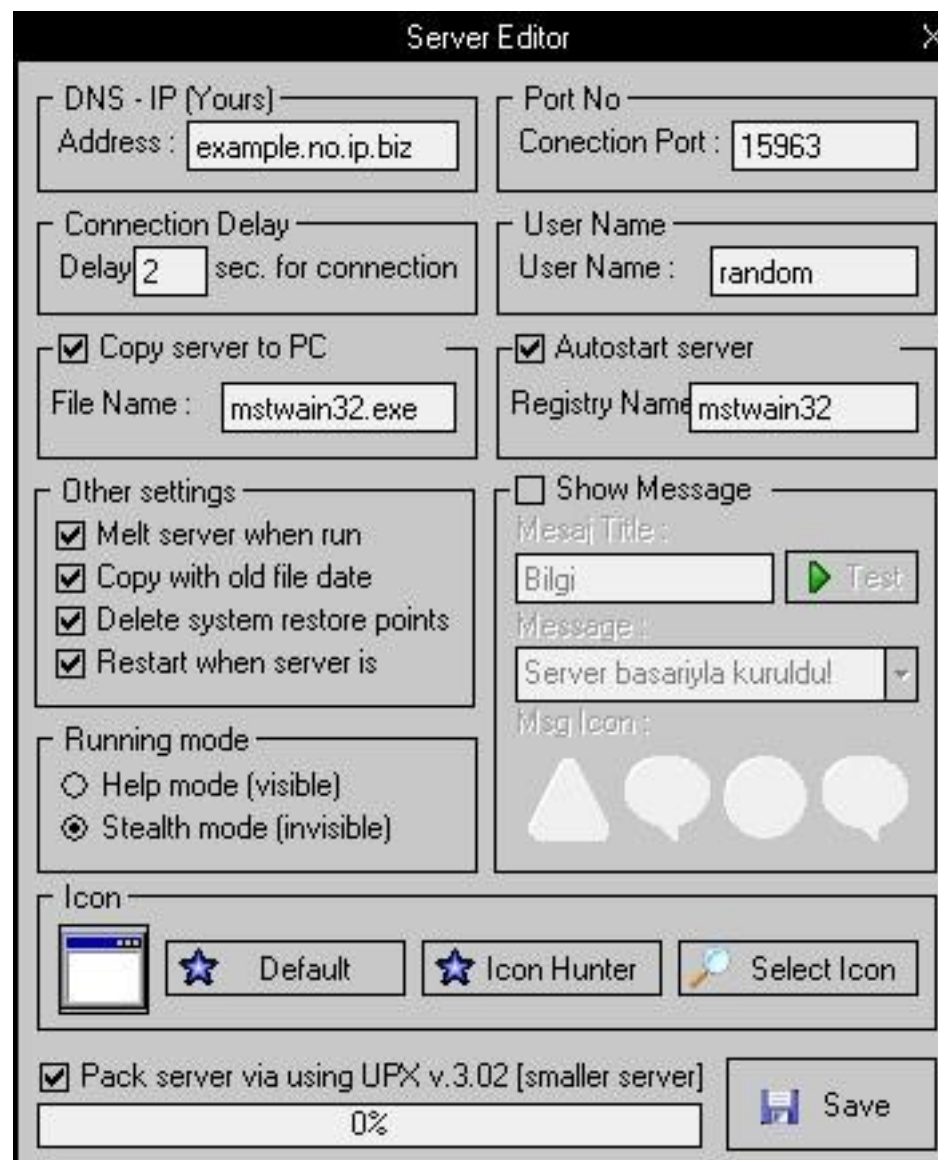 Server Editor
DNS - IP (Yours)
Address : example.no.ip.biz
Port No
Conection Port : 15963
Connection Delay
Delay 2 sec. for connection
User Name
User Name : random
Copy server to PC
File Name : mstwain32.exe
Autostart server
Registry Name mstwain32
Other settings
Melt server when run
Copy with old file date
Delete system restore points
Restart when server is
Show Message
Mesaj Title :
Bilgi
Test
Message :
Server basariyla kuruldu!
Msg Icon :
Running mode
Help mode (visible)
Stealth mode (invisible)
Icon
Default
Icon Hunter
Select Icon
Pack server via using UPX v.3.02 [smaller server]
0%
Save